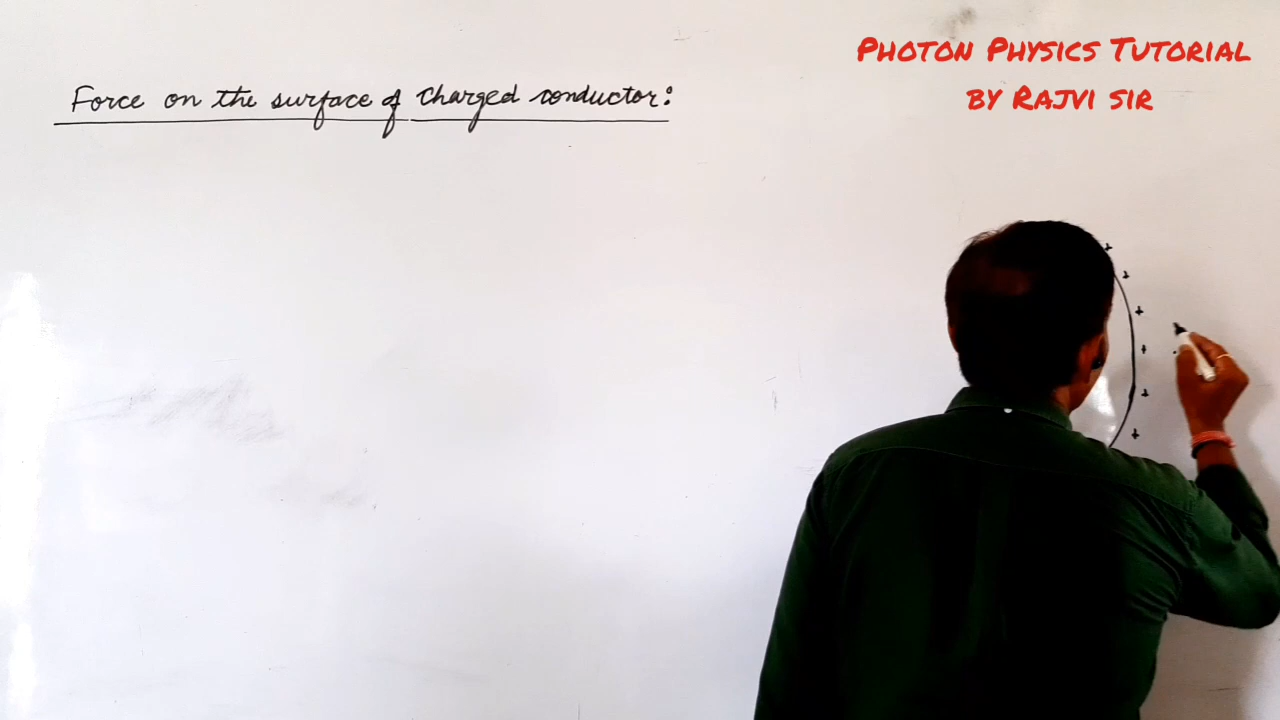 PHOTON PHYSICS TUTORIAL
BY RAJVI SIR
Force on the surface of charged conductor:
+
+
+
+
+
+